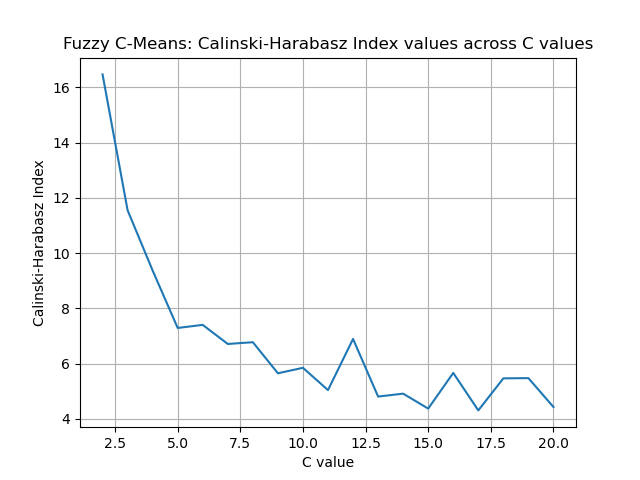 Fuzzy C-Means: Calinski-Harabasz Index values across C values
Calinski-Harabasz Index
16
14
12
10
8
6
4
2.5 5.0 7.5 10.0 12.5 15.0 17.5 20.0
C value